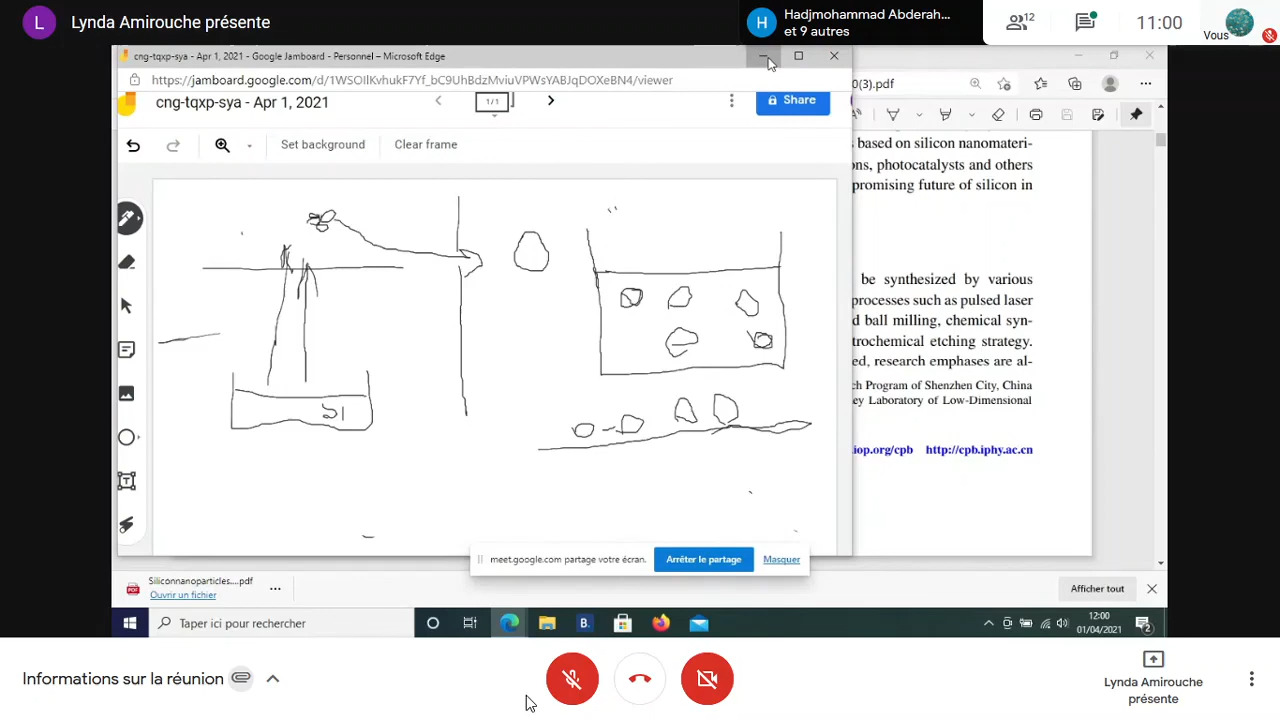 L Lynda Amirouche présente
H Hadjmohammad Abderah...
et 9 autres
12
11:00
Vous
cng-tqxp-sya - Apr 1, 2021 - Google Jamboard - Personnel – Microsoft Edge
https://jamboard.google.com/d/1WSOIlKvhukF7Yf_bC9UhBdzMviuVPWsYABJqDOXeBN4/viewer
0(3).pdf
cng-tqxp-sya - Apr 1, 2021
1/1
Share
Set background
Clear frame
s based on silicon nanomateri-
ons, photocatalysts and others
promising future of silicon in
be synthesized by various
processes such as pulsed laser
d ball milling, chemical syn-
trochemical etching strategy.
ed, research emphases are al-
ch Program of Shenzhen City, China
ey Laboratory of Low-Dimensional
iop.org/cpb http://cpb.iphy.ac.cn
SI
meet.google.com partage votre écran.
Arrêter le partage
Masquer
PDF
Siliconnanoparticles....pdf
Ouvrir un fichier
Afficher tout
Taper ici pour rechercher
B.
12:00
01/04/2021
2
Informations sur la réunion
Lynda Amirouche
présente